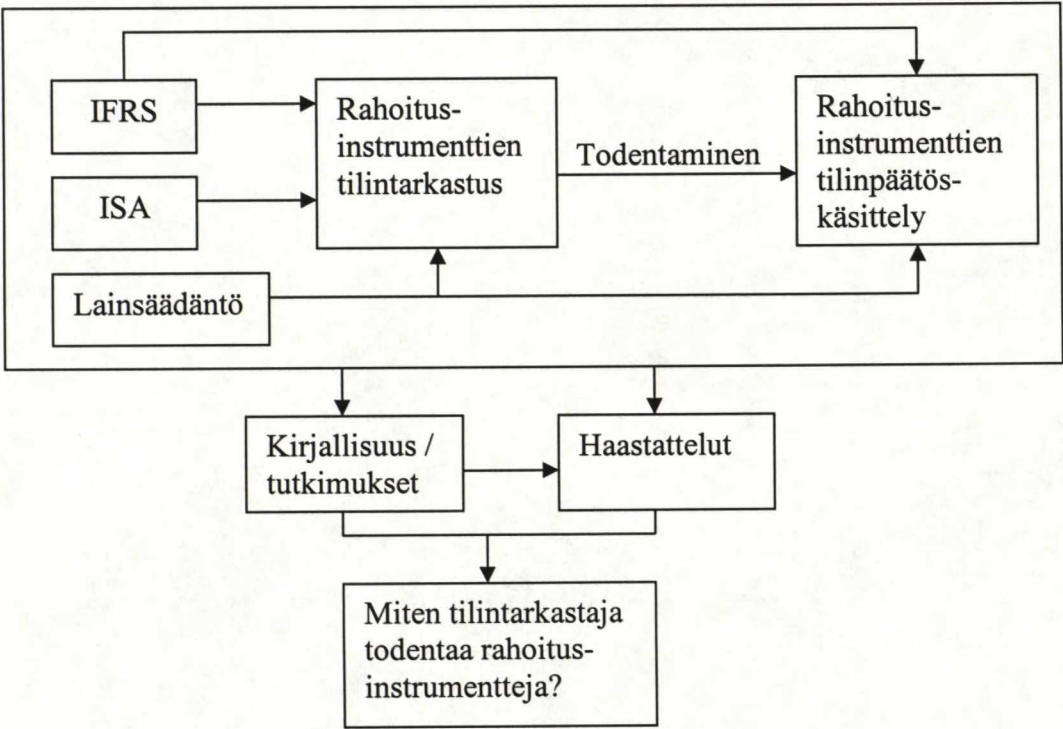 IFRS
ISA
Lainsäädäntö
Rahoitus-
instrumenttien
tilintarkastus
Todentaminen
Rahoitus-
instrumenttien
tilinpäätös-
käsittely
Kirjallisuus /
tutkimukset
Haastattelut
Miten tilintarkastaja
todentaa rahoitus-
instrumentteja?